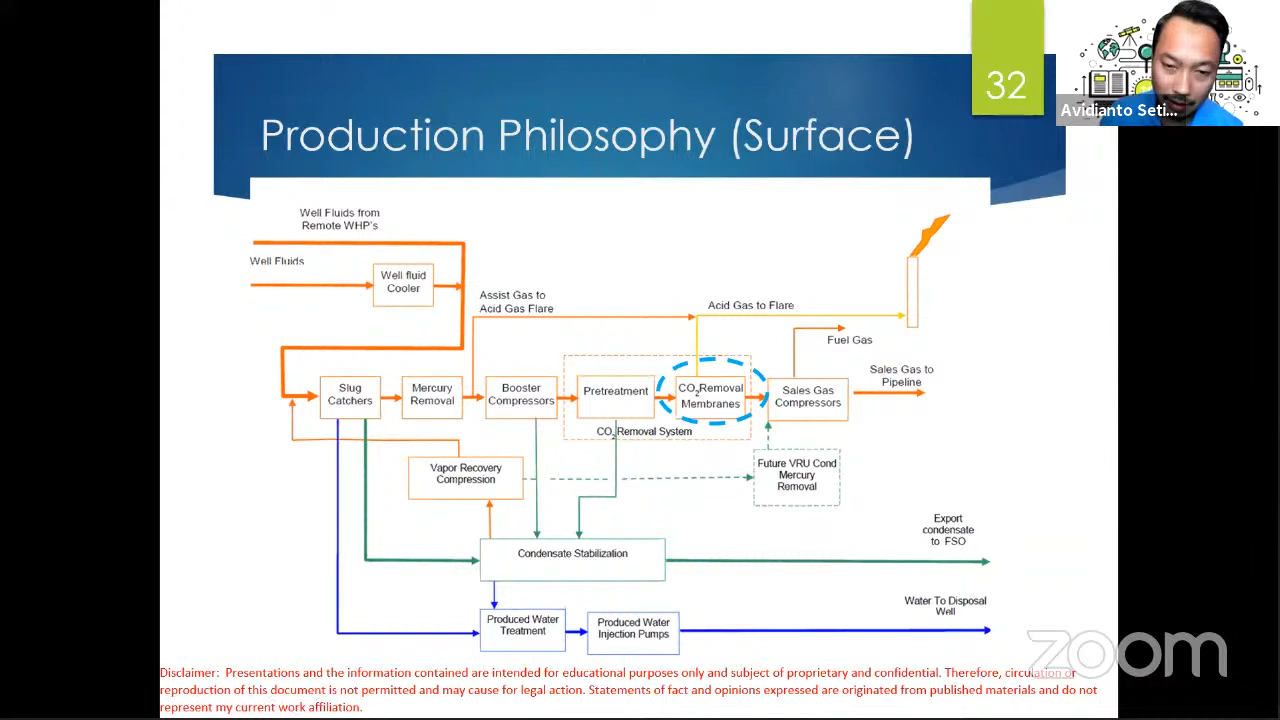 32
Avidianto Seti...
Production Philosophy (Surface)
Well Fluids from
Remote WHP's
Well Fluids
Well fluid
Cooler
Assist Gas to
Acid Gas Flare
Acid Gas to Flare
Fuel Gas
Sales Gas to
Pipeline
Slug
Catchers
Mercury
Removal
Booster
Compressors
Pretreatment
CO2Removal
Membranes
Sales Gas
Compressors
CO2 Removal System
Vapor Recovery
Compression
Future VRU Cond
Mercury
Removal
Export
condensate
to FSO
Condensate Stabilization
Water To Disposal
Well
Produced Water
Treatment
Produced Water
Injection Pumps
zoom
Disclaimer: Presentations and the information contained are intended for educational purposes only and subject of proprietary and confidential. Therefore, circulation or
reproduction of this document is not permitted and may cause for legal action. Statements of fact and opinions expressed are originated from published materials and do not
represent my current work affiliation.